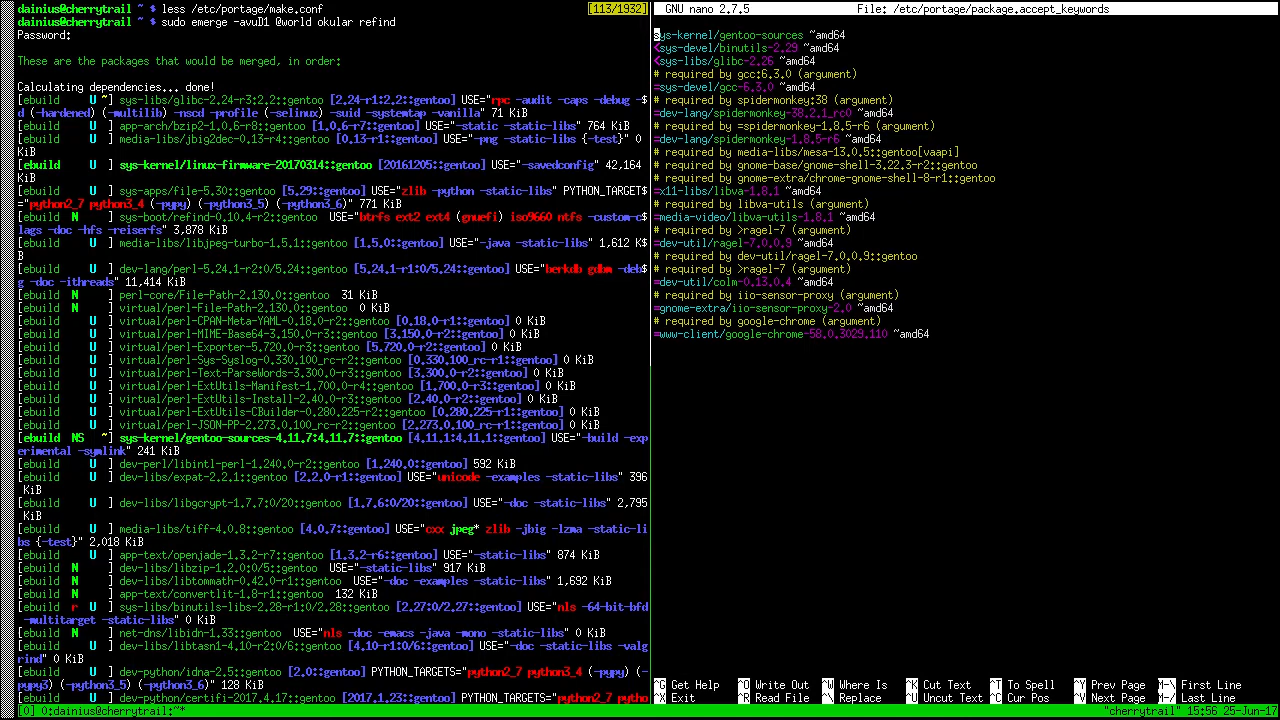 dainius@cherrytrail ~ $ less /etc/portage/make.conf [113/1932]
dainius@cherrytrail ~ $ sudo emerge -avuD1 @world okular refind
Password:
These are the packages that would be merged, in order:
Calculating dependencies... done!
[ebuild     U ~] sys-libs/glibc-2.24-r3:2.2::gentoo [2.24-r1:2.2::gentoo] USE="rpc -audit -caps -debug -$
d (-hardened) (-multilib) -nscd -profile (-selinux) -suid -systemtap -vanilla" 71 KiB
[ebuild     U  ] app-arch/bzip2-1.0.6-r8::gentoo [1.0.6-r7::gentoo] USE="-static -static-libs" 764 KiB
[ebuild     U  ] media-libs/jbig2dec-0.13-r4::gentoo [0.13-r1::gentoo] USE="-png -static-libs {-test}" 0
KiB
[ebuild     U  ] sys-kernel/linux-firmware-20170314::gentoo [20161205::gentoo] USE="-savedconfig" 42,164
KiB
[ebuild     U  ] sys-apps/file-5.30::gentoo [5.29::gentoo] USE="zlib -python -static-libs" PYTHON_TARGETS
="python2_7 python3_4 (-pypy) (-python3_5) (-python3_6)" 771 KiB
[ebuild  N     ] sys-boot/refind-0.10.4-r2::gentoo  USE="btrfs ext2 ext4 (gnuefi) iso9660 ntfs -custom-c
lags -doc -hfs -reiserfs" 3,878 KiB
[ebuild     U  ] media-libs/libjpeg-turbo-1.5.1::gentoo [1.5.0::gentoo] USE="-java -static-libs" 1,612 K$
B
[ebuild     U  ] dev-lang/perl-5.24.1-r2:0/5.24::gentoo [5.24.1-r1:0/5.24::gentoo] USE="berkdb gdbm -deb$
g -doc -ithreads" 11,414 KiB
[ebuild  N     ] perl-core/File-Path-2.130.0::gentoo  31 KiB
[ebuild  N     ] virtual/perl-File-Path-2.130.0::gentoo  0 KiB
[ebuild     U  ] virtual/perl-CPAN-Meta-YAML-0.18.0-r2::gentoo [0.18.0-r1::gentoo] 0 KiB
[ebuild     U  ] virtual/perl-MIME-Base64-3.150.0-r3::gentoo [3.150.0-r2::gentoo] 0 KiB
[ebuild     U  ] virtual/perl-Exporter-5.720.0-r3::gentoo [5.720.0-r2::gentoo] 0 KiB
[ebuild     U  ] virtual/perl-Sys-Syslog-0.330.100_rc-r2::gentoo [0.330.100_rc-r1::gentoo] 0 KiB
[ebuild     U  ] virtual/perl-Text-ParseWords-3.300.0-r3::gentoo [3.300.0-r2::gentoo] 0 KiB
[ebuild     U  ] virtual/perl-ExtUtils-Manifest-1.700.0-r4::gentoo [1.700.0-r3::gentoo] 0 KiB
[ebuild     U  ] virtual/perl-ExtUtils-Install-2.40.0-r3::gentoo [2.40.0-r2::gentoo] 0 KiB
[ebuild     U  ] virtual/perl-ExtUtils-CBuilder-0.280.225-r2::gentoo [0.280.225-r1::gentoo] 0 KiB
[ebuild     U  ] virtual/perl-JSON-PP-2.273.0.100-r2::gentoo [2.273.0.100-r1::gentoo] 0 KiB
[ebuild  NS   ~] sys-kernel/gentoo-sources-4.11.7:4.11.7::gentoo [4.11.1:4.11.1::gentoo] USE="-build -exp
erimental -symlink" 241 KiB
[ebuild     U  ] dev-perl/libintl-perl-1.240.0-r2::gentoo [1.240.0::gentoo] 592 KiB
[ebuild     U  ] dev-libs/expat-2.2.1::gentoo [2.2.0-r1::gentoo] USE="unicode -examples -static-libs" 396
KiB
[ebuild     U  ] dev-libs/libgcrypt-1.7.7:0/20::gentoo [1.7.6:0/20::gentoo] USE="-doc -static-libs" 2,795
KiB
[ebuild     U  ] media-libs/tiff-4.0.8::gentoo [4.0.7::gentoo] USE="cxx jpeg* zlib -jbig -lzma -static-li
bs {-test}" 2,018 KiB
[ebuild     U  ] app-text/openjade-1.3.2-r7::gentoo [1.3.2-r6::gentoo] USE="-static-libs" 874 KiB
[ebuild  N     ] dev-libs/libzip-1.2.0:0/5::gentoo  USE="-static-libs" 917 KiB
[ebuild  N     ] dev-libs/libtommath-0.42.0-r1::gentoo  USE="-doc -examples -static-libs" 1,692 KiB
[ebuild  N     ] app-text/convertlit-1.8-r1::gentoo  132 KiB
[ebuild  r  U  ] sys-libs/binutils-libs-2.28-r1:0/2.28::gentoo [2.27:0/2.27::gentoo] USE="nls -64-bit-bfd
-multitarget -static-libs" 0 KiB
[ebuild  N     ] net-dns/libidn-1.33::gentoo  USE="nls -doc -emacs -java -mono -static-libs" 0 KiB
[ebuild     U  ] dev-libs/libtasn1-4.10-r2:0/6::gentoo [4.10-r1:0/6::gentoo] USE="-doc -static-libs -valg
rind" 0 KiB
[ebuild     U  ] dev-python/idna-2.5::gentoo [2.0::gentoo] PYTHON_TARGETS="python2_7 python3_4 (-pypy) (-
pypy3) (-python3_5) (-python3_6)" 128 KiB
[ebuild     U  ] dev-python/certifi-2017.4.17::gentoo [2017.1.23::gentoo] PYTHON_TARGETS="python2_7 pytho
GNU nano 2.7.5 File: /etc/portage/package.accept_keywords
sys-kernel/gentoo-sources ~amd64
<sys-devel/binutils-2.29 ~amd64
<sys-libs/glibc-2.26 ~amd64
# required by gcc:6.3.0 (argument)
=sys-devel/gcc-6.3.0 ~amd64
# required by spidermonkey:38 (argument)
=dev-lang/spidermonkey-38.2.1_rc0 ~amd64
# required by =spidermonkey-1.8.5-r6 (argument)
=dev-lang/spidermonkey-1.8.5-r6 ~amd64
# required by media-libs/mesa-13.0.5::gentoo[vaapi]
# required by gnome-base/gnome-shell-3.22.3-r2::gentoo
# required by gnome-extra/chrome-gnome-shell-8-r1::gentoo
=x11-libs/libva-1.8.1 ~amd64
# required by libva-utils (argument)
=media-video/libva-utils-1.8.1 ~amd64
# required by >ragel-7 (argument)
=dev-util/ragel-7.0.0.9 ~amd64
# required by dev-util/ragel-7.0.0.9::gentoo
# required by >ragel-7 (argument)
=dev-util/colm-0.13.0.4 ~amd64
# required by iio-sensor-proxy (argument)
=gnome-extra/iio-sensor-proxy-2.0 ~amd64
# required by google-chrome (argument)
=www-client/google-chrome-58.0.3029.110 ~amd64
^G Get Help ^O Write Out ^W Where Is ^K Cut Text ^T To Spell ^Y Prev Page M-\ First Line
^X Exit ^R Read File ^\ Replace ^U Uncut Text ^C Cur Pos ^V Next Page M-/ Last Line
[0] 0:dainius@cherrytrail:~* "cherrytrail" 15:56 25-Jun-17